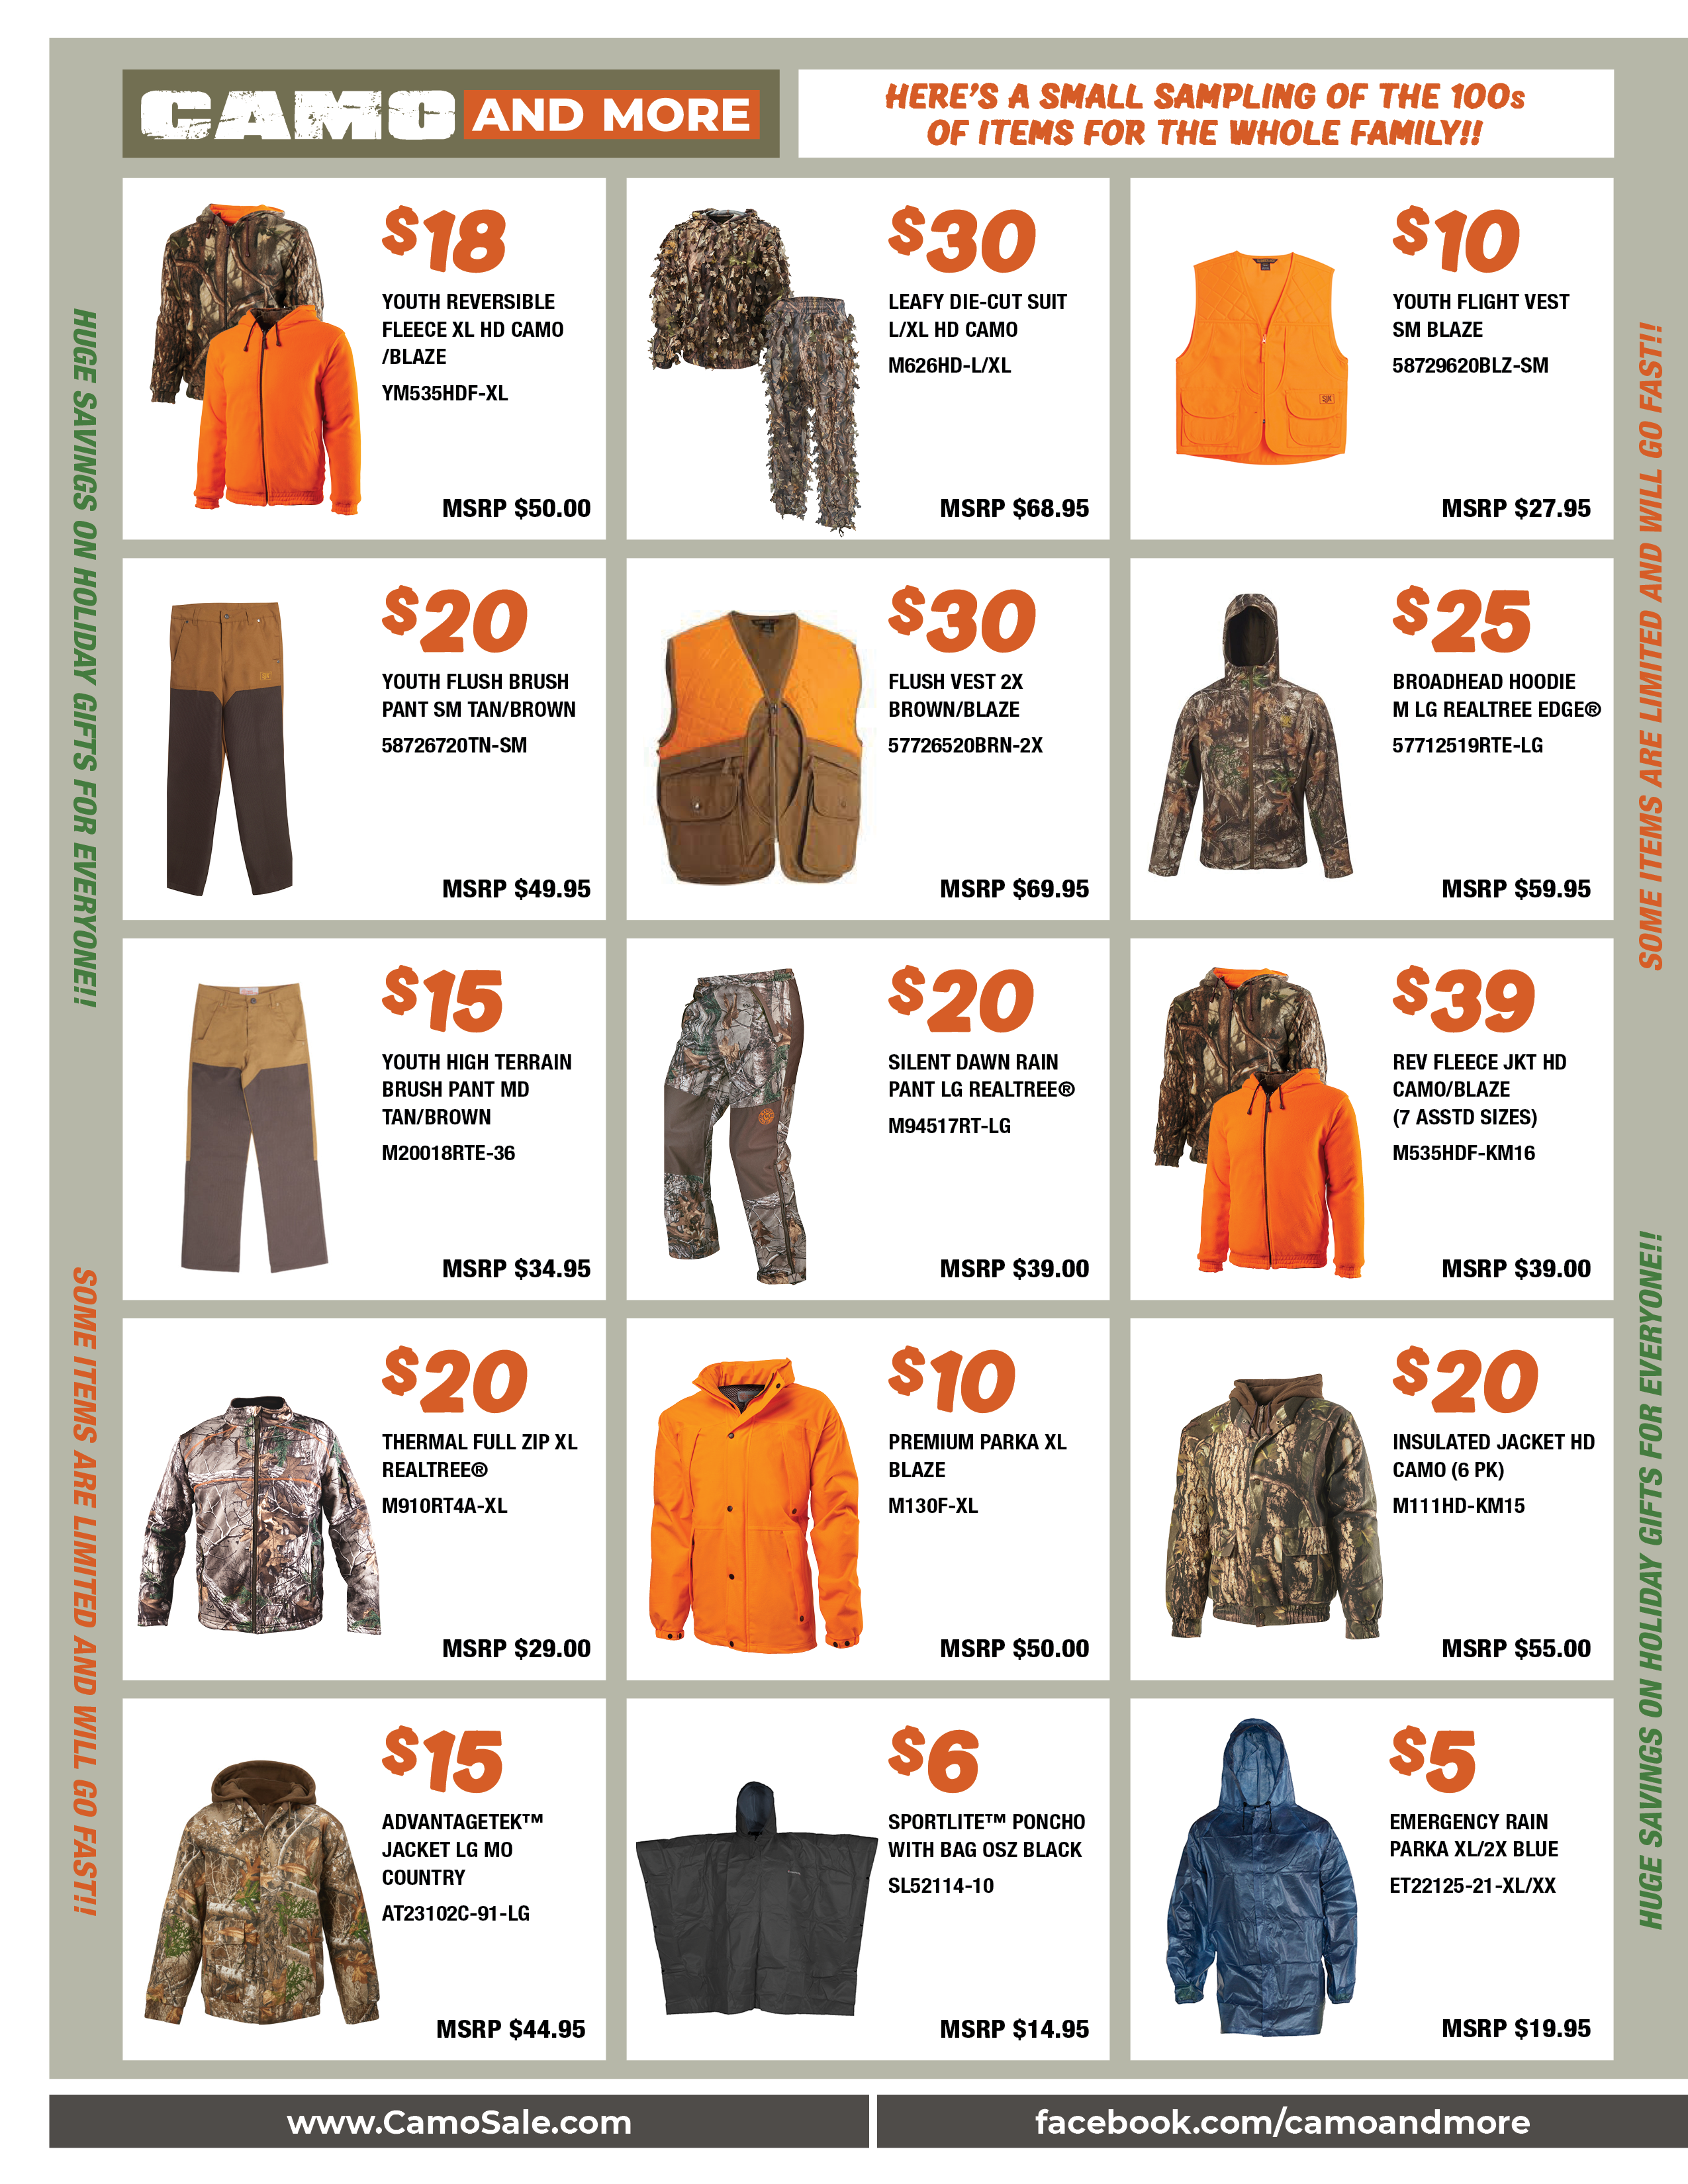 CAMO AND MORE
HERE'S A SMALL SAMPLING OF THE 100s
OF ITEMS FOR THE WHOLE FAMILY!!
HUGE SAVINGS ON HOLIDAY GIFTS FOR EVERYONE!!
SOME ITEMS ARE LIMITED AND WILL GO FAST!!
$18
YOUTH REVERSIBLE
FLEECE XL HD CAMO
/BLAZE
YM535HDF-XL
MSRP $50.00
$30
LEAFY DIE-CUT SUIT
L/XL HD CAMO
M626HD-L/XL
MSRP $68.95
$10
YOUTH FLIGHT VEST
SM BLAZE
58729620BLZ-SM
MSRP $27.95
$20
YOUTH FLUSH BRUSH
PANT SM TAN/BROWN
58726720TN-SM
MSRP $49.95
$30
FLUSH VEST 2X
BROWN/BLAZE
57726520BRN-2X
MSRP $69.95
$25
BROADHEAD HOODIE
M LG REALTREE EDGE®
57712519RTE-LG
MSRP $59.95
$15
YOUTH HIGH TERRAIN
BRUSH PANT MD
TAN/BROWN
M20018RTE-36
MSRP $34.95
$20
SILENT DAWN RAIN
PANT LG REALTREE®
M94517RT-LG
MSRP $39.00
$39
REV FLEECE JKT HD
CAMO/BLAZE
(7 ASSTD SIZES)
M535HDF-KM16
MSRP $39.00
$20
THERMAL FULL ZIP XL
REALTREE®
M910RT4A-XL
MSRP $29.00
$10
PREMIUM PARKA XL
BLAZE
M130F-XL
MSRP $50.00
$20
INSULATED JACKET HD
CAMO (6 PK)
M111HD-KM15
MSRP $55.00
$15
ADVANTAGETEK™
JACKET LG MO
COUNTRY
AT23102C-91-LG
MSRP $44.95
$6
SPORTLITE™ PONCHO
WITH BAG OSZ BLACK
SL52114-10
MSRP $14.95
$5
EMERGENCY RAIN
PARKA XL/2X BLUE
ET22125-21-XL/XX
MSRP $19.95
SOME ITEMS ARE LIMITED AND WILL GO FAST!!
HUGE SAVINGS ON HOLIDAY GIFTS FOR EVERYONE!!
www.CamoSale.com
facebook.com/camoandmore